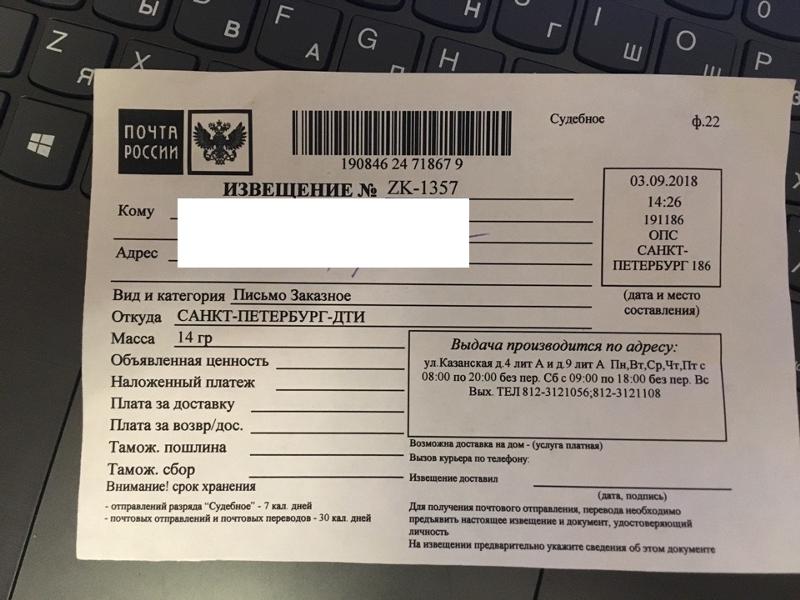 Ы В А П Н Г Ш О
Z Я X F G H I O P
ПОЧТА
РОССИИ
190846 24 71867 9
Судебное
ф.22
ИЗВЕЩЕНИЕ № ZK-1357
Кому
Адрес
03.09.2018
14:26
191186
ОПС
САНКТ-
ПЕТЕРБУРГ 186
(дата и место
составления)
Вид и категория Письмо Заказное
Откуда САНКТ-ПЕТЕРБУРГ-ДТИ
Масса 14 гр
Объявленная ценность
Наложенный платеж
Плата за доставку
Плата за возвр/дос.
Тамож. пошлина
Тамож. сбор
Внимание! срок хранения
- отправлений разряда "Судебное" - 7 кал. дней
- почтовых отправлений и почтовых переводов - 30 кал. дней
Выдача производится по адресу:
ул.Казанская д.4 лит А и д.9 лит А Пн,Вт,Ср,Чт,Пт с
08:00 по 20:00 без пер. Сб с 09:00 по 18:00 без пер. Вс
Вых. ТЕЛ 812-3121056;812-3121108
Возможна доставка на дом - (услуга платная)
Вызов курьера по телефону:
Извещение доставил
(дата, подпись)
Для получения почтового отправления, перевода необходимо
предъявить настоящее извещение и документ, удостоверяющий
личность
На извещении предварительно укажите сведения об этом документе